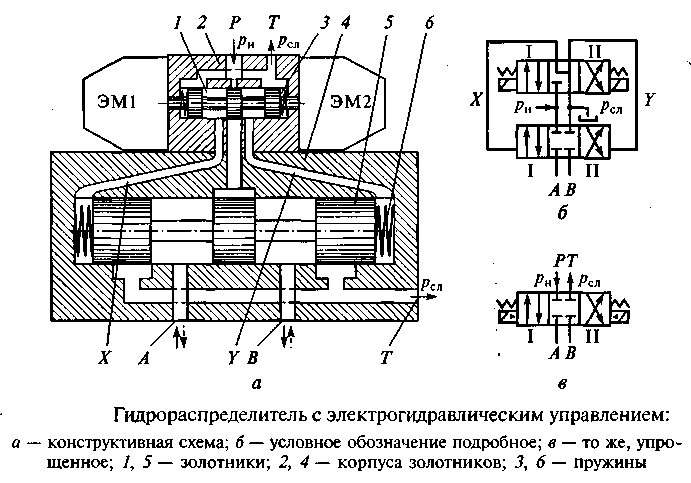 1 2 P T 3 4 5 6
pн pсл
ЭМ1 ЭМ2
pсл
X A Y B T
а
I II
X pн pсл Y
I A B II
б
PT
pн pсл
I A B II
в
Гидрораспределитель с электрогидравлическим управлением:
а — конструктивная схема; б — условное обозначение подробное; в — то же, упро-
щенное; 1, 5 — золотники; 2, 4 — корпуса золотников; 3, 6 — пружины